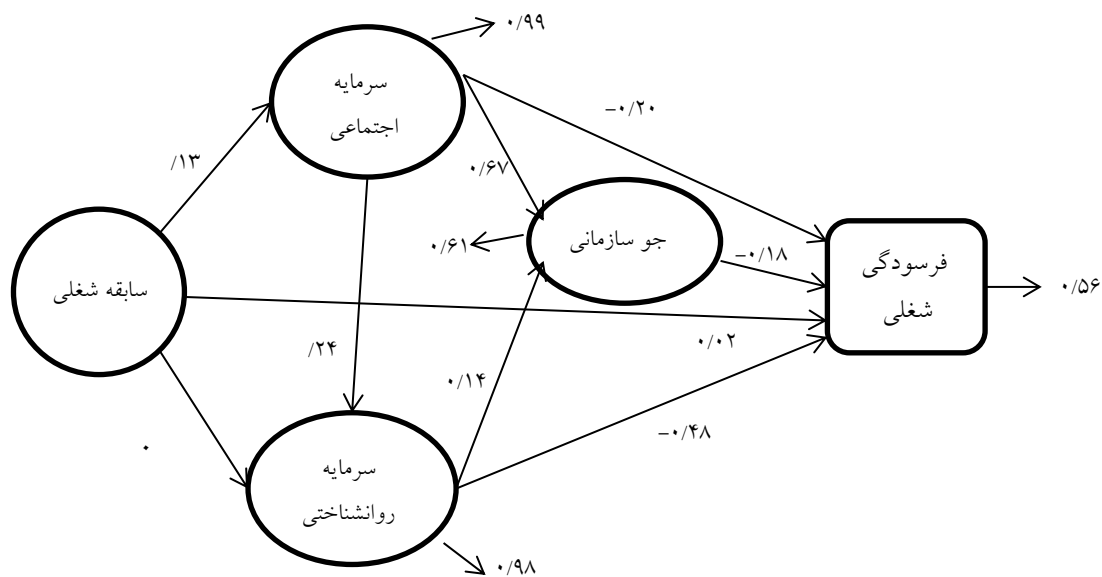 ۰/۹۹
سرمایه
اجتماعی
-۰/۲۰
/۱۳
۰/۶۷
جو سازمانی
۰/۶۱
-۰/۱۸
فرسودگی
شغلی
۰/۵۶
سابقه شغلی
۰/۰۲
/۲۴
۰/۱۴
-۰/۴۸
۰
سرمایه
روانشناختی
۰/۹۸